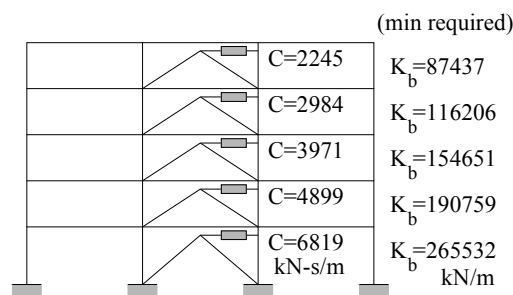 (min required)
C=2245 K_b=87437
C=2984 K_b=116206
C=3971 K_b=154651
C=4899 K_b=190759
C=6819 K_b=265532
kN-s/m kN/m